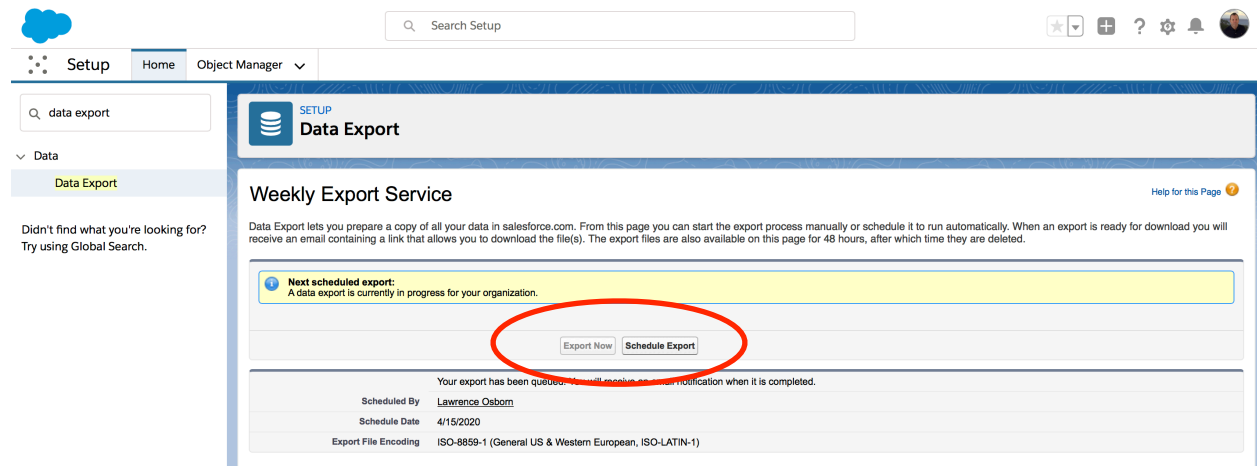 Search Setup
Setup
Home
Object Manager
data export
Data
Data Export
Didn't find what you're looking for?
Try using Global Search.
SETUP
Data Export
Weekly Export Service
Help for this Page
Data Export lets you prepare a copy of all your data in salesforce.com. From this page you can start the export process manually or schedule it to run automatically. When an export is ready for download you will
receive an email containing a link that allows you to download the file(s). The export files are also available on this page for 48 hours, after which time they are deleted.
Next scheduled export:
A data export is currently in progress for your organization.
Export Now
Schedule Export
Your export has been queued. You will receive an email notification when it is completed.
Scheduled By Lawrence Osborn
Schedule Date 4/15/2020
Export File Encoding ISO-8859-1 (General US & Western European, ISO-LATIN-1)